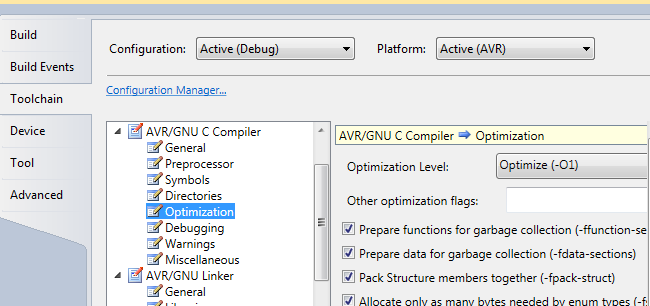 Build
Configuration: Active (Debug) Platform: Active (AVR)
Build Events
Configuration Manager...
Toolchain
Device
Tool
Advanced
AVR/GNU C Compiler
General
Preprocessor
Symbols
Directories
Optimization
Debugging
Warnings
Miscellaneous
AVR/GNU Linker
General
AVR/GNU C Compiler ➡ Optimization
Optimization Level: Optimize (-O1)
Other optimization flags:
Prepare functions for garbage collection (-ffunction-se
Prepare data for garbage collection (-fdata-sections)
Pack Structure members together (-fpack-struct)
Allocate only as many bytes needed by enum types (-f